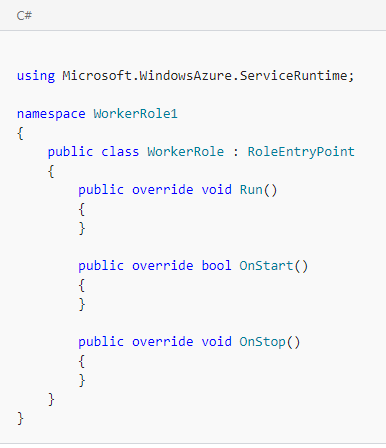 C#
using Microsoft.WindowsAzure.ServiceRuntime;
namespace WorkerRole1
{
    public class WorkerRole : RoleEntryPoint
    {
        public override void Run()
        {
        }
        public override bool OnStart()
        {
        }
        public override void OnStop()
        {
        }
    }
}